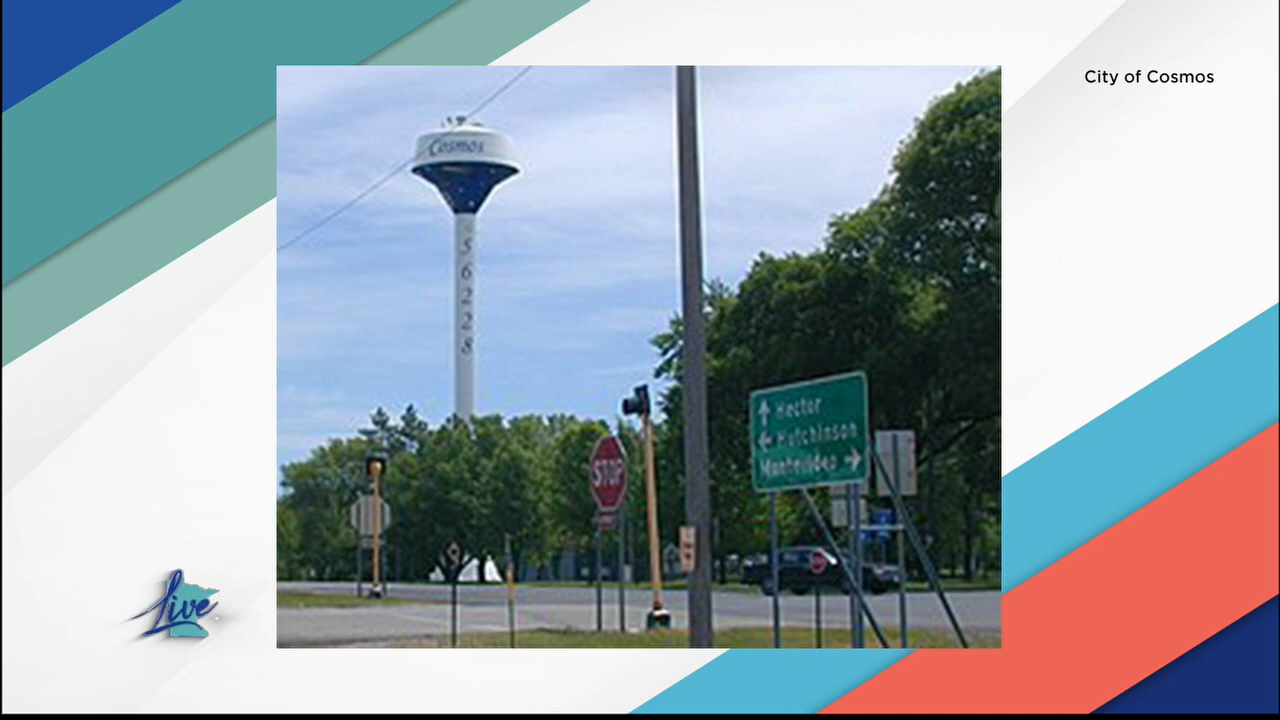 City of Cosmos
Cosmos
56228
STOP
Hector
Hutchinson
Montevideo
Live